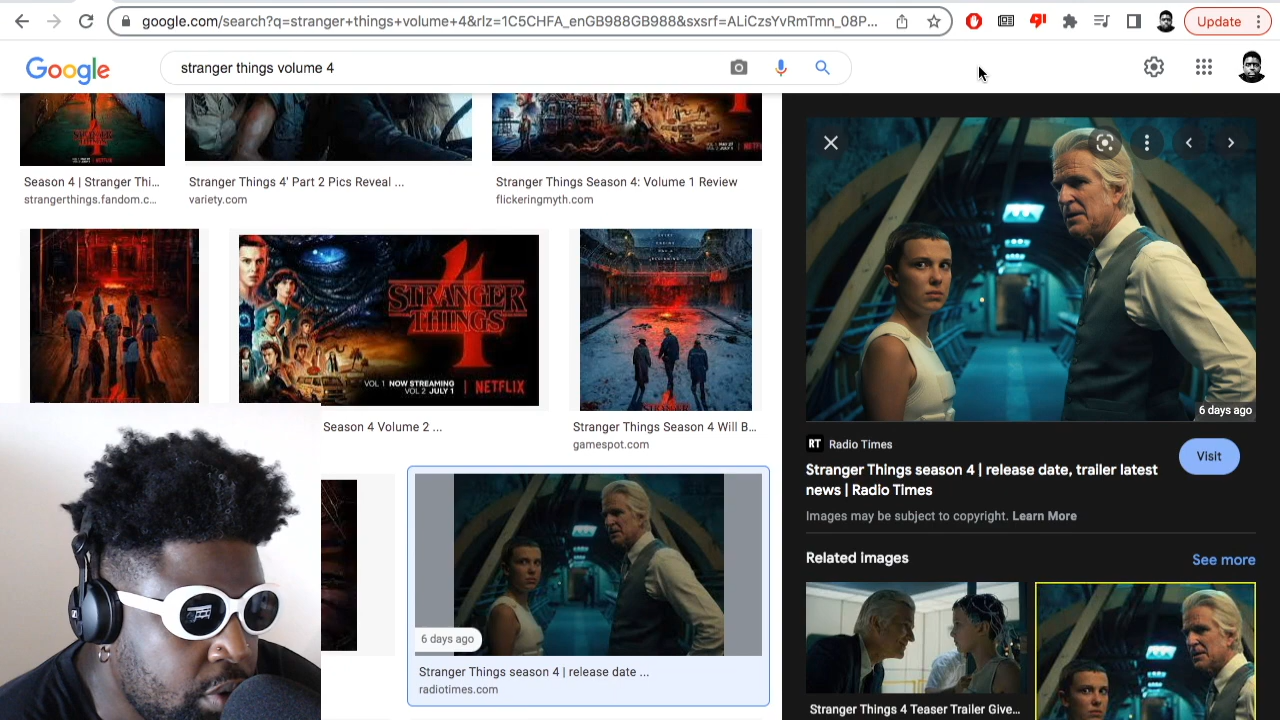 google.com/search?q=stranger+things+volume+4&rlz=1C5CHFA_enGB988GB988&sxsrf=ALiCzsYvRmTmn_08P...
Update
Google
stranger things volume 4
Season 4 | Stranger Thi...
strangerthings.fandom.c...
Stranger Things 4' Part 2 Pics Reveal ...
variety.com
Stranger Things Season 4: Volume 1 Review
flickeringmyth.com
STRANGER THINGS 4
VOL 1 NOW STREAMING
VOL 2 JULY 1
NETFLIX
Season 4 Volume 2 ...
Stranger Things Season 4 Will B...
gamespot.com
6 days ago
Stranger Things season 4 | release date ...
radiotimes.com
6 days ago
RT Radio Times
Visit
Stranger Things season 4 | release date, trailer latest
news | Radio Times
Images may be subject to copyright. Learn More
Related images
See more
Stranger Things 4 Teaser Trailer Give...